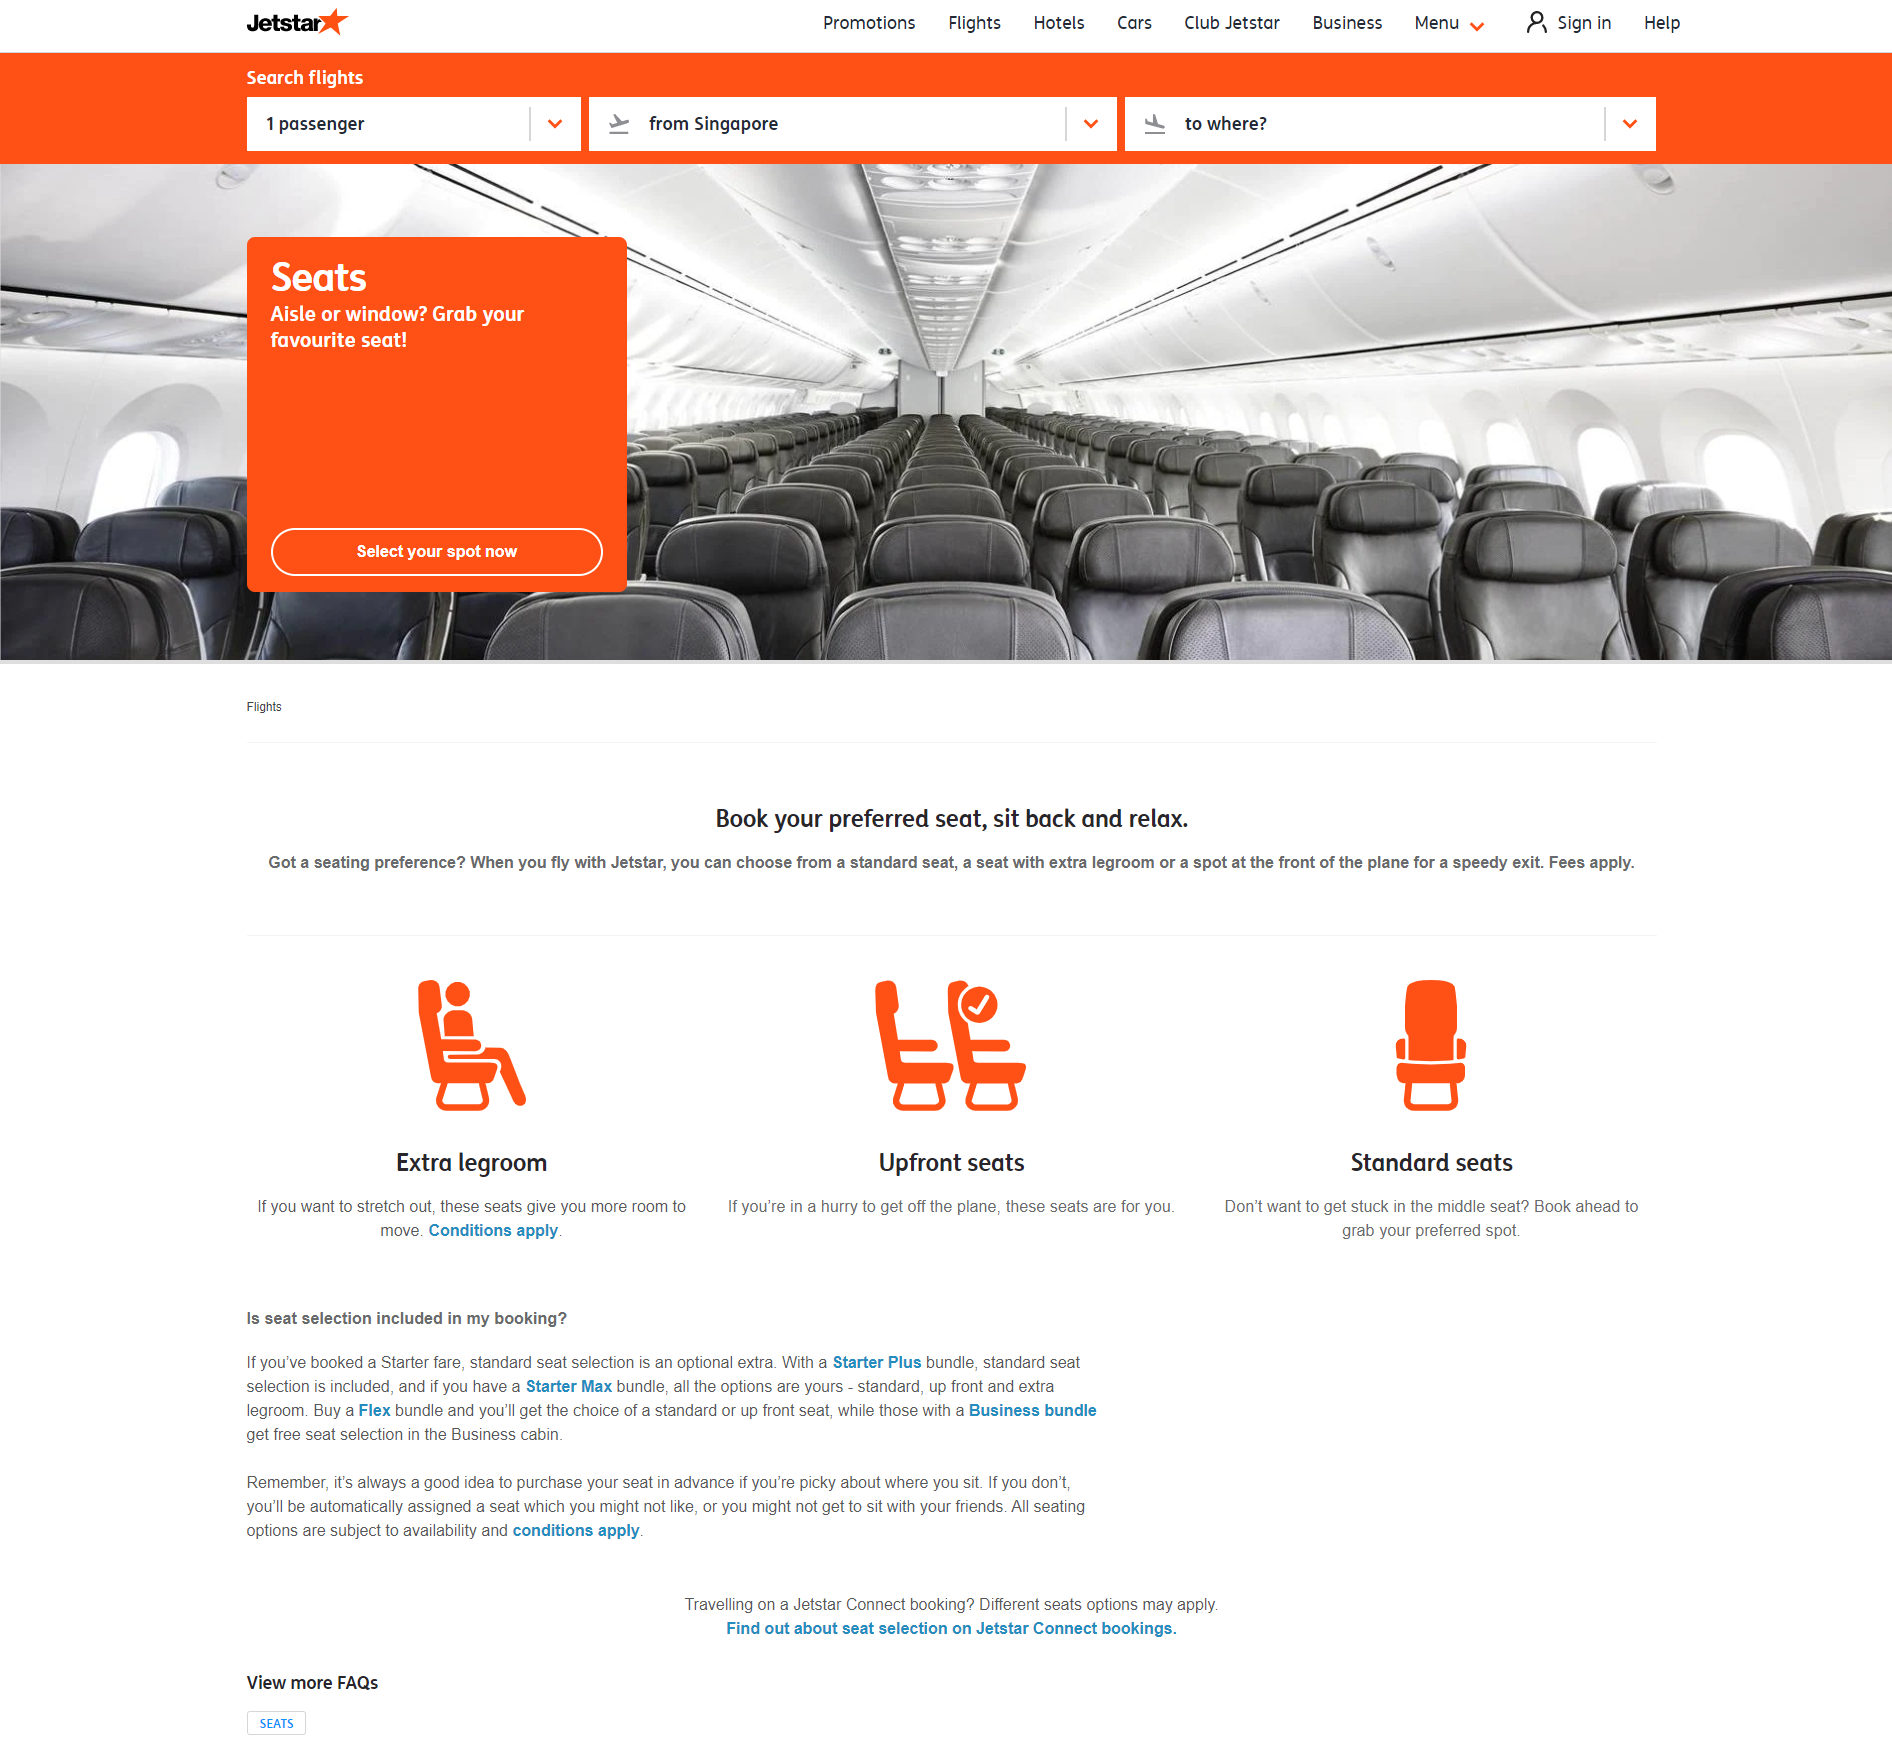 Jetstar
Promotions
Flights
Hotels
Cars
Club Jetstar
Business
Menu
Sign in
Help
Search flights
1 passenger
from Singapore
to where?
Seats
Aisle or window? Grab your
favourite seat!
Select your spot now
Flights
Book your preferred seat, sit back and relax.
Got a seating preference? When you fly with Jetstar, you can choose from a standard seat, a seat with extra legroom or a spot at the front of the plane for a speedy exit. Fees apply.
Extra legroom
If you want to stretch out, these seats give you more room to
move. Conditions apply.
Upfront seats
If you’re in a hurry to get off the plane, these seats are for you.
Standard seats
Don’t want to get stuck in the middle seat? Book ahead to
grab your preferred spot.
Is seat selection included in my booking?
If you’ve booked a Starter fare, standard seat selection is an optional extra. With a Starter Plus bundle, standard seat
selection is included, and if you have a Starter Max bundle, all the options are yours - standard, up front and extra
legroom. Buy a Flex bundle and you’ll get the choice of a standard or up front seat, while those with a Business bundle
get free seat selection in the Business cabin.
Remember, it’s always a good idea to purchase your seat in advance if you’re picky about where you sit. If you don’t,
you’ll be automatically assigned a seat which you might not like, or you might not get to sit with your friends. All seating
options are subject to availability and conditions apply.
Travelling on a Jetstar Connect booking? Different seats options may apply.
Find out about seat selection on Jetstar Connect bookings.
View more FAQs
SEATS